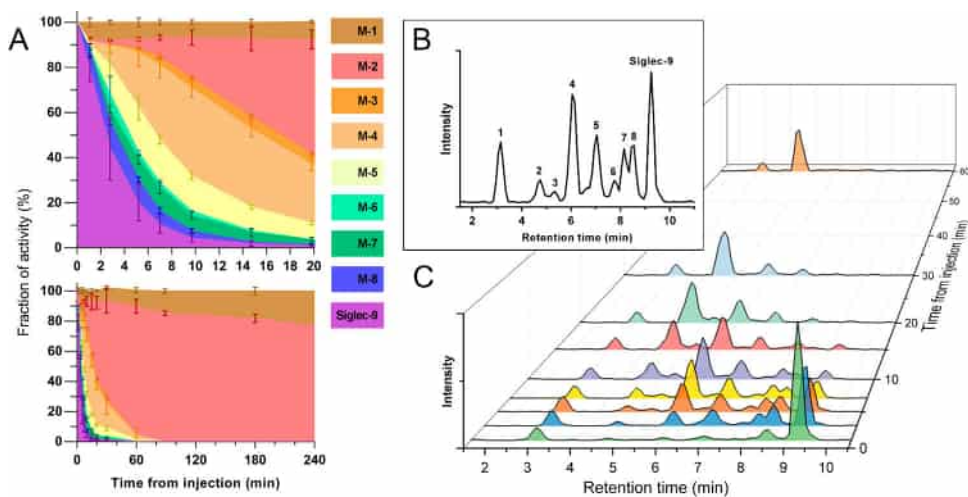 A
100
80
60
40
20
0
0 2 4 6 8 10 12 14 16 18 20
Fraction of activity (%)
100
80
60
40
20
0
0 60 120 180 240
Time from injection (min)
M-1
M-2
M-3
M-4
M-5
M-6
M-7
M-8
Siglec-9
B
Intensity
1
2
3
4
5
6
7
8
Siglec-9
2 4 6 8 10
Retention time (min)
C
Intensity
2 3 4 5 6 7 8 9 10
Retention time (min)
0
10
20
30
40
50
60
Time from injection (min)